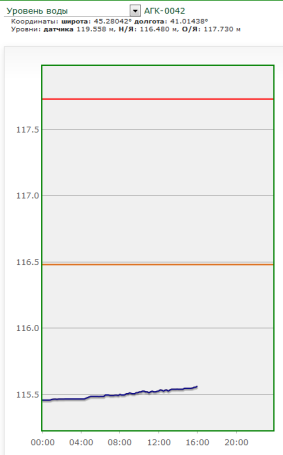 Уровень воды АГК-0042
Координаты: широта: 45.28042° долгота: 41.01438°
Уровни: датчика 119.558 м, Н/Я: 116.480 м, О/Я: 117.730 м
117.5
117.0
116.5
116.0
115.5
00:00 04:00 08:00 12:00 16:00 20:00